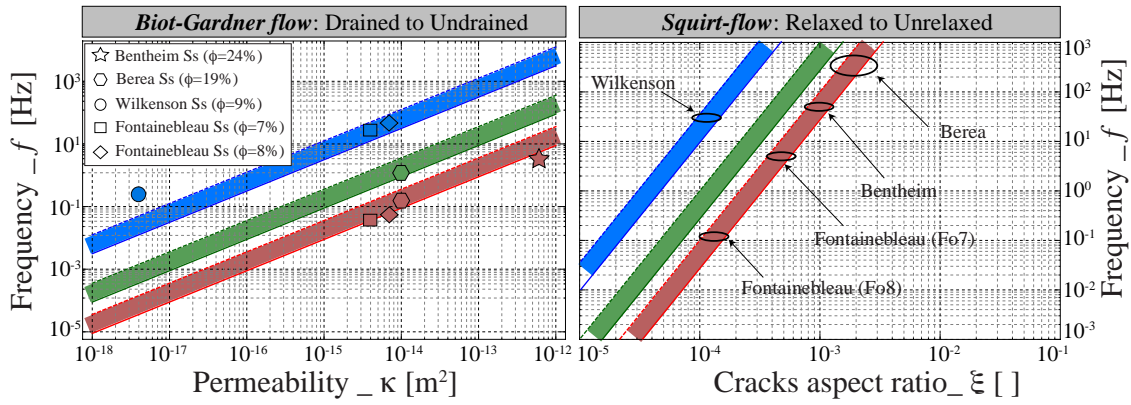 Biot-Gardner flow: Drained to Undrained
Bentheim Ss (ϕ=24%)
Berea Ss (ϕ=19%)
Wilkenson Ss (ϕ=9%)
Fontainebleau Ss (ϕ=7%)
Fontainebleau Ss (ϕ=8%)
Frequency _ f [Hz]
10³
10¹
10⁻¹
10⁻³
10⁻⁵
10⁻¹⁸ 10⁻¹⁷ 10⁻¹⁶ 10⁻¹⁵ 10⁻¹⁴ 10⁻¹³ 10⁻¹²
Permeability _ κ [m²]
Squirt-flow: Relaxed to Unrelaxed
Wilkenson
Berea
Bentheim
Fontainebleau (Fo7)
Fontainebleau (Fo8)
10³
10²
10¹
10⁰
10⁻¹
10⁻²
10⁻³
Frequency _ f [Hz]
10⁻⁵ 10⁻⁴ 10⁻³ 10⁻² 10⁻¹
Cracks aspect ratio_ ξ [ ]